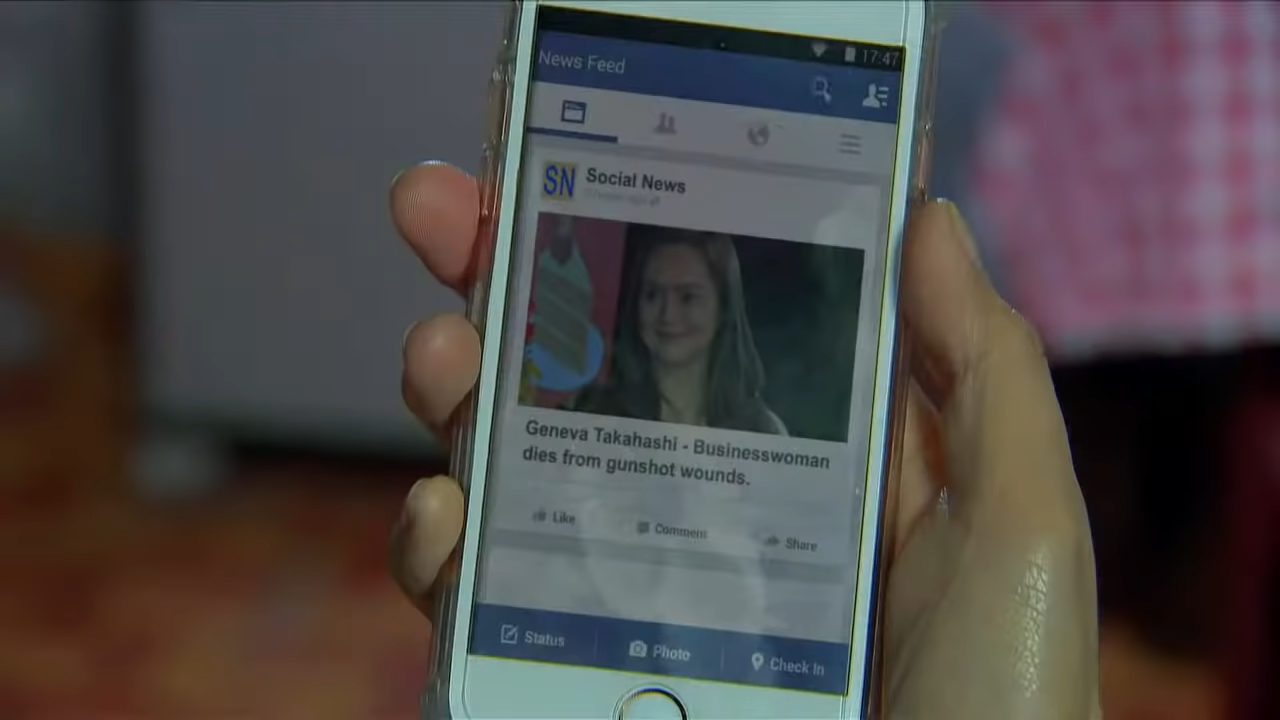 17:47
News Feed
SN
Social News
Geneva Takahashi - Businesswoman
dies from gunshot wounds.
Like
Comment
Share
Status
Photo
Check In